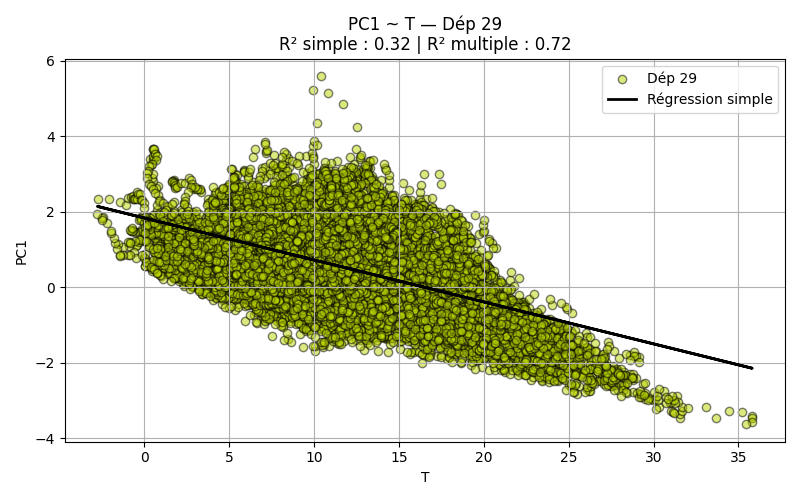 PC1 ~ T — Dép 29
R² simple : 0.32 | R² multiple : 0.72
Dép 29
Régression simple
6
4
2
0
−2
−4
PC1
0 5 10 15 20 25 30 35
T